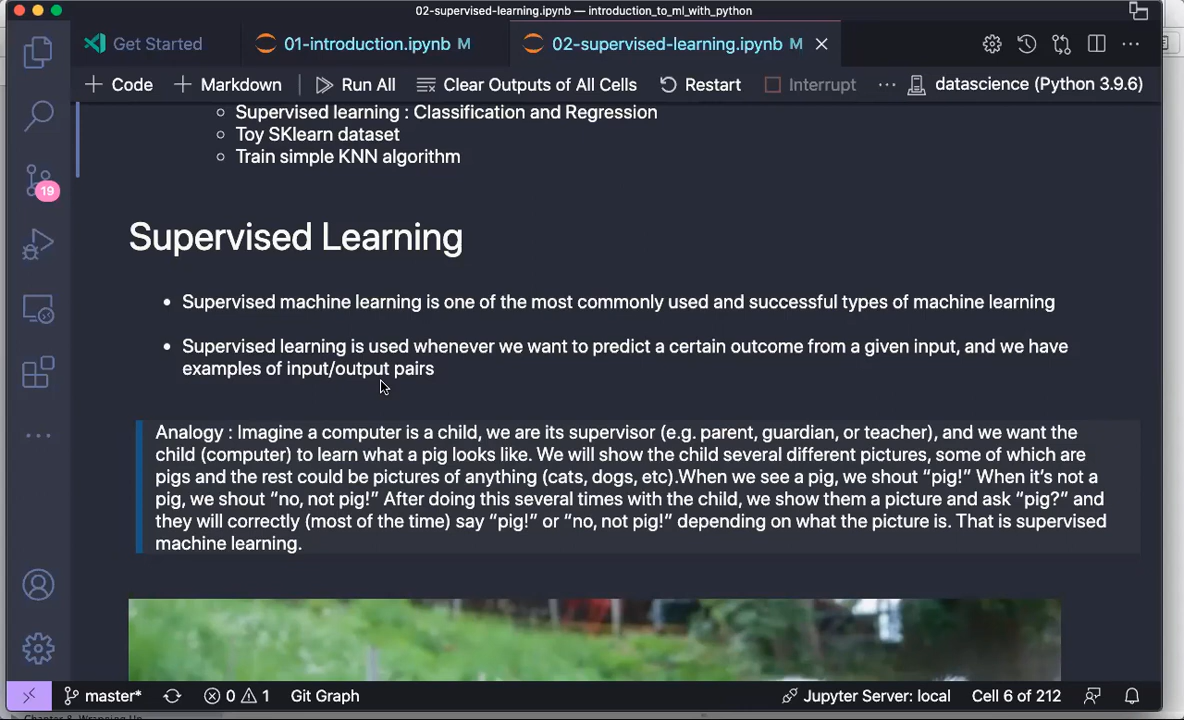 02-supervised-learning.ipynb — introduction_to_ml_with_python
Get Started
01-introduction.ipynb M
02-supervised-learning.ipynb M
Code
Markdown
Run All
Clear Outputs of All Cells
Restart
Interrupt
datascience (Python 3.9.6)
Supervised learning : Classification and Regression
Toy SKlearn dataset
Train simple KNN algorithm
19
Supervised Learning
Supervised machine learning is one of the most commonly used and successful types of machine learning
Supervised learning is used whenever we want to predict a certain outcome from a given input, and we have
examples of input/output pairs
Analogy : Imagine a computer is a child, we are its supervisor (e.g. parent, guardian, or teacher), and we want the
child (computer) to learn what a pig looks like. We will show the child several different pictures, some of which are
pigs and the rest could be pictures of anything (cats, dogs, etc).When we see a pig, we shout “pig!” When it’s not a
pig, we shout “no, not pig!” After doing this several times with the child, we show them a picture and ask “pig?” and
they will correctly (most of the time) say “pig!” or “no, not pig!” depending on what the picture is. That is supervised
machine learning.
master*
0
1
Git Graph
Jupyter Server: local
Cell 6 of 212